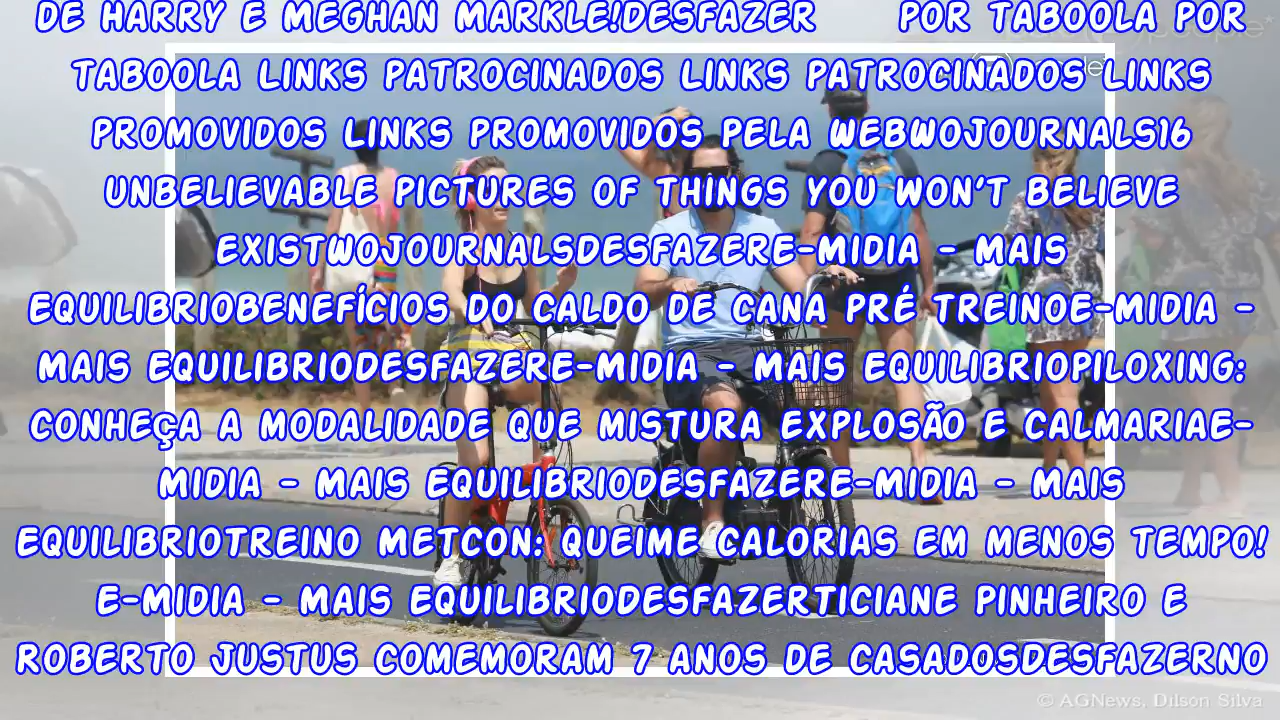 DE HARRY E MEGHAN MARKLE!DESFAZER POR TABOOLA POR
TABOOLA LINKS PATROCINADOS LINKS PATROCINADOS LINKS
PROMOVIDOS LINKS PROMOVIDOS PELA WEBWOJOURNALS16
UNBELIEVABLE PICTURES OF THINGS YOU WON'T BELIEVE
EXISTWOJOURNALSDESFAZERE-MIDIA - MAIS
EQUILIBRIOBENEFÍCIOS DO CALDO DE CANA PRÉ TREINOE-MIDIA -
MAIS EQUILIBRIODESFAZERE-MIDIA - MAIS EQUILIBRIOPILOXING:
CONHEÇA A MODALIDADE QUE MISTURA EXPLOSÃO E CALMARIAE-
MIDIA - MAIS EQUILIBRIODESFAZERE-MIDIA - MAIS
EQUILIBRIOTREINO METCON: QUEIME CALORIAS EM MENOS TEMPO!
E-MIDIA - MAIS EQUILIBRIODESFAZERTICIANE PINHEIRO E
ROBERTO JUSTUS COMEMORAM 7 ANOS DE CASADOSDESFAZERNO
© AGNews, Dilson Silva